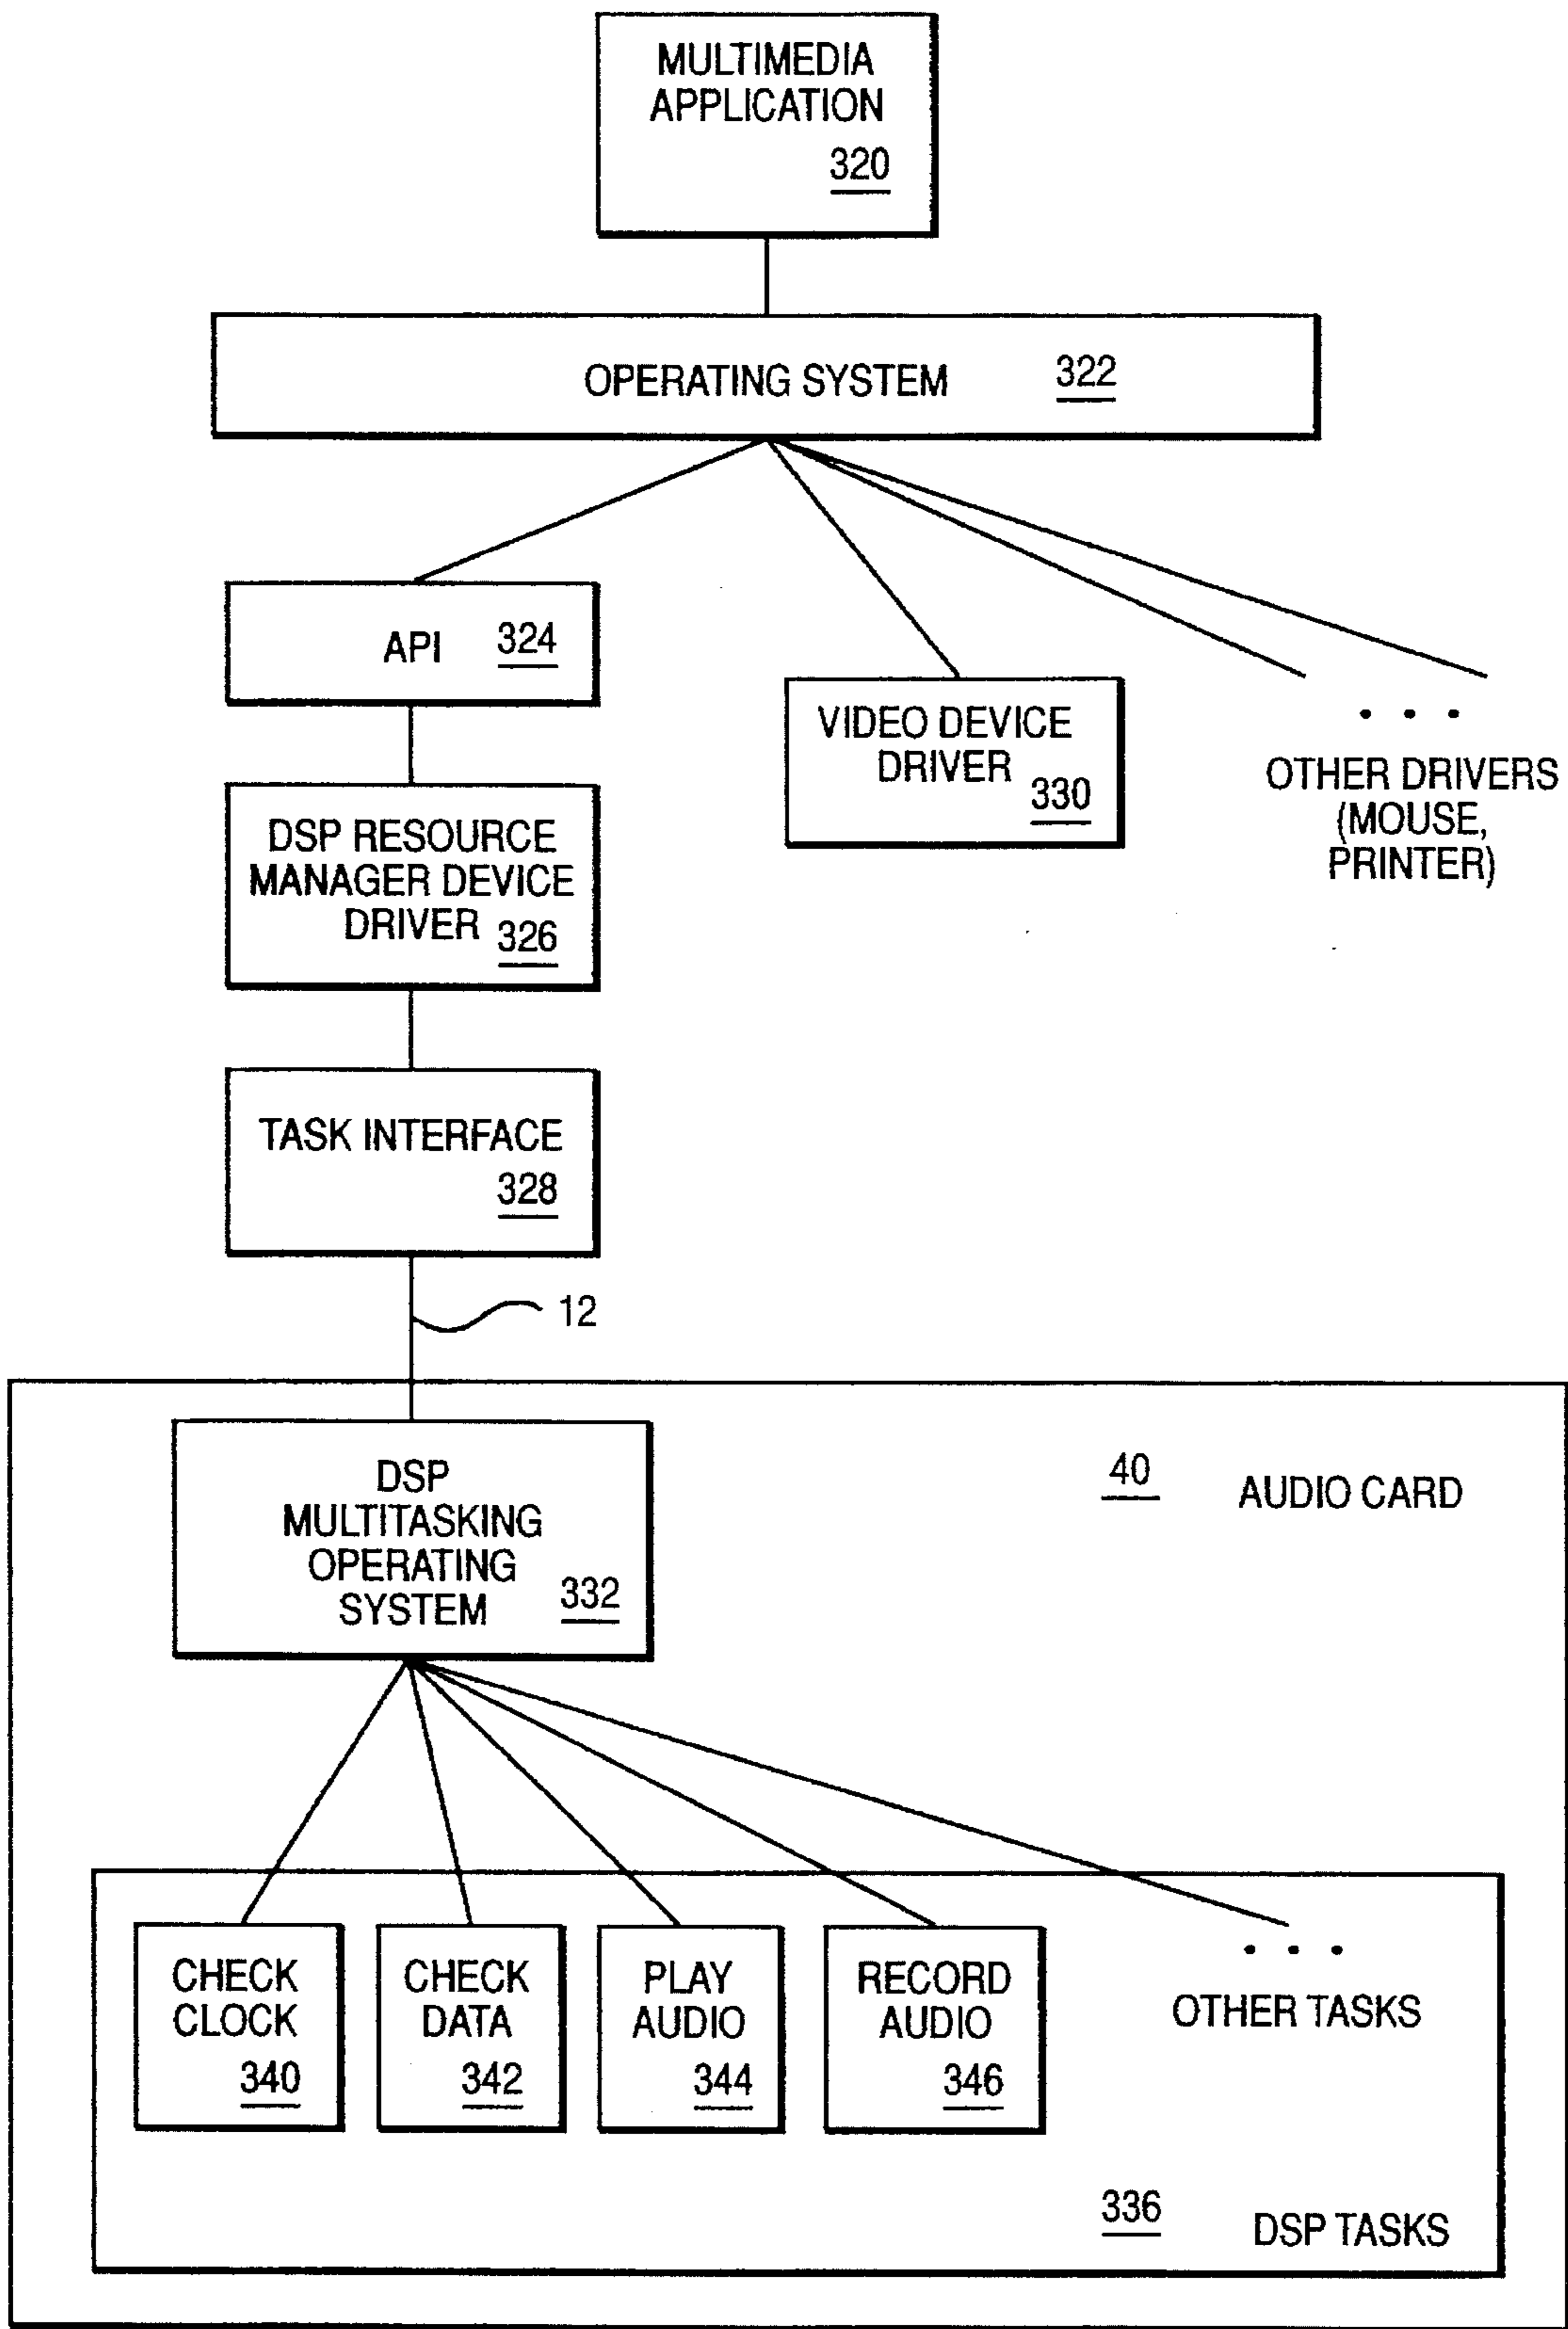 MULTIMEDIA
APPLICATION
320
OPERATING SYSTEM 322
API 324
DSP RESOURCE
MANAGER DEVICE
DRIVER 326
VIDEO DEVICE
DRIVER 330
. . .
OTHER DRIVERS
(MOUSE,
PRINTER)
TASK INTERFACE
328
12
DSP
MULTITASKING
OPERATING
SYSTEM 332
40 AUDIO CARD
CHECK
CLOCK
340
CHECK
DATA
342
PLAY
AUDIO
344
RECORD
AUDIO
346
. . .
OTHER TASKS
336 DSP TASKS